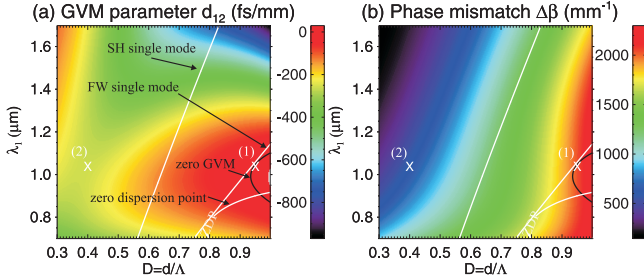 (a) GVM parameter d12 (fs/mm)
(b) Phase mismatch Δβ (mm-1)
SH single mode
FW single mode
(2)
(1)
zero GVM
zero dispersion point
ZDP
λ1 (μm)
1.6
1.4
1.2
1.0
0.8
0.3 0.4 0.5 0.6 0.7 0.8 0.9
D=d/Λ
0
-200
-400
-600
-800
(2)
(1)
ZDP
λ1 (μm)
1.6
1.4
1.2
1.0
0.8
0.3 0.4 0.5 0.6 0.7 0.8 0.9
D=d/Λ
2000
1500
1000
500